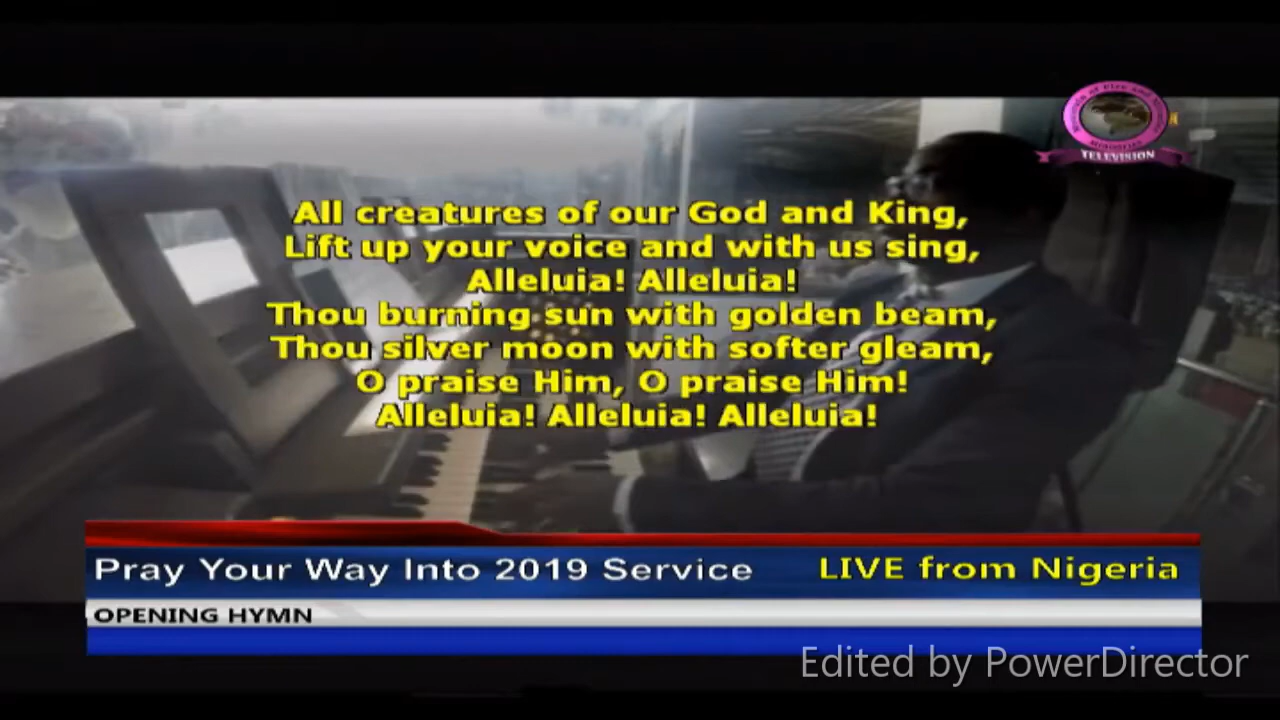 TELEVISION
All creatures of our God and King,
Lift up your voice and with us sing,
Alleluia! Alleluia!
Thou burning sun with golden beam,
Thou silver moon with softer gleam,
O praise Him, O praise Him!
Alleluia! Alleluia! Alleluia!
Pray Your Way Into 2019 Service
LIVE from Nigeria
OPENING HYMN
Edited by PowerDirector